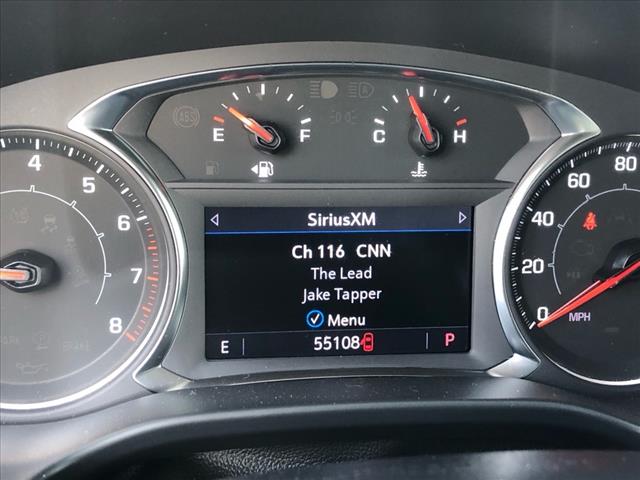 E F C H
4 5 6 7 8
SiriusXM
Ch 116 CNN
The Lead
Jake Tapper
Menu
E 55108 P
0 20 40 60 80
MPH
ABS